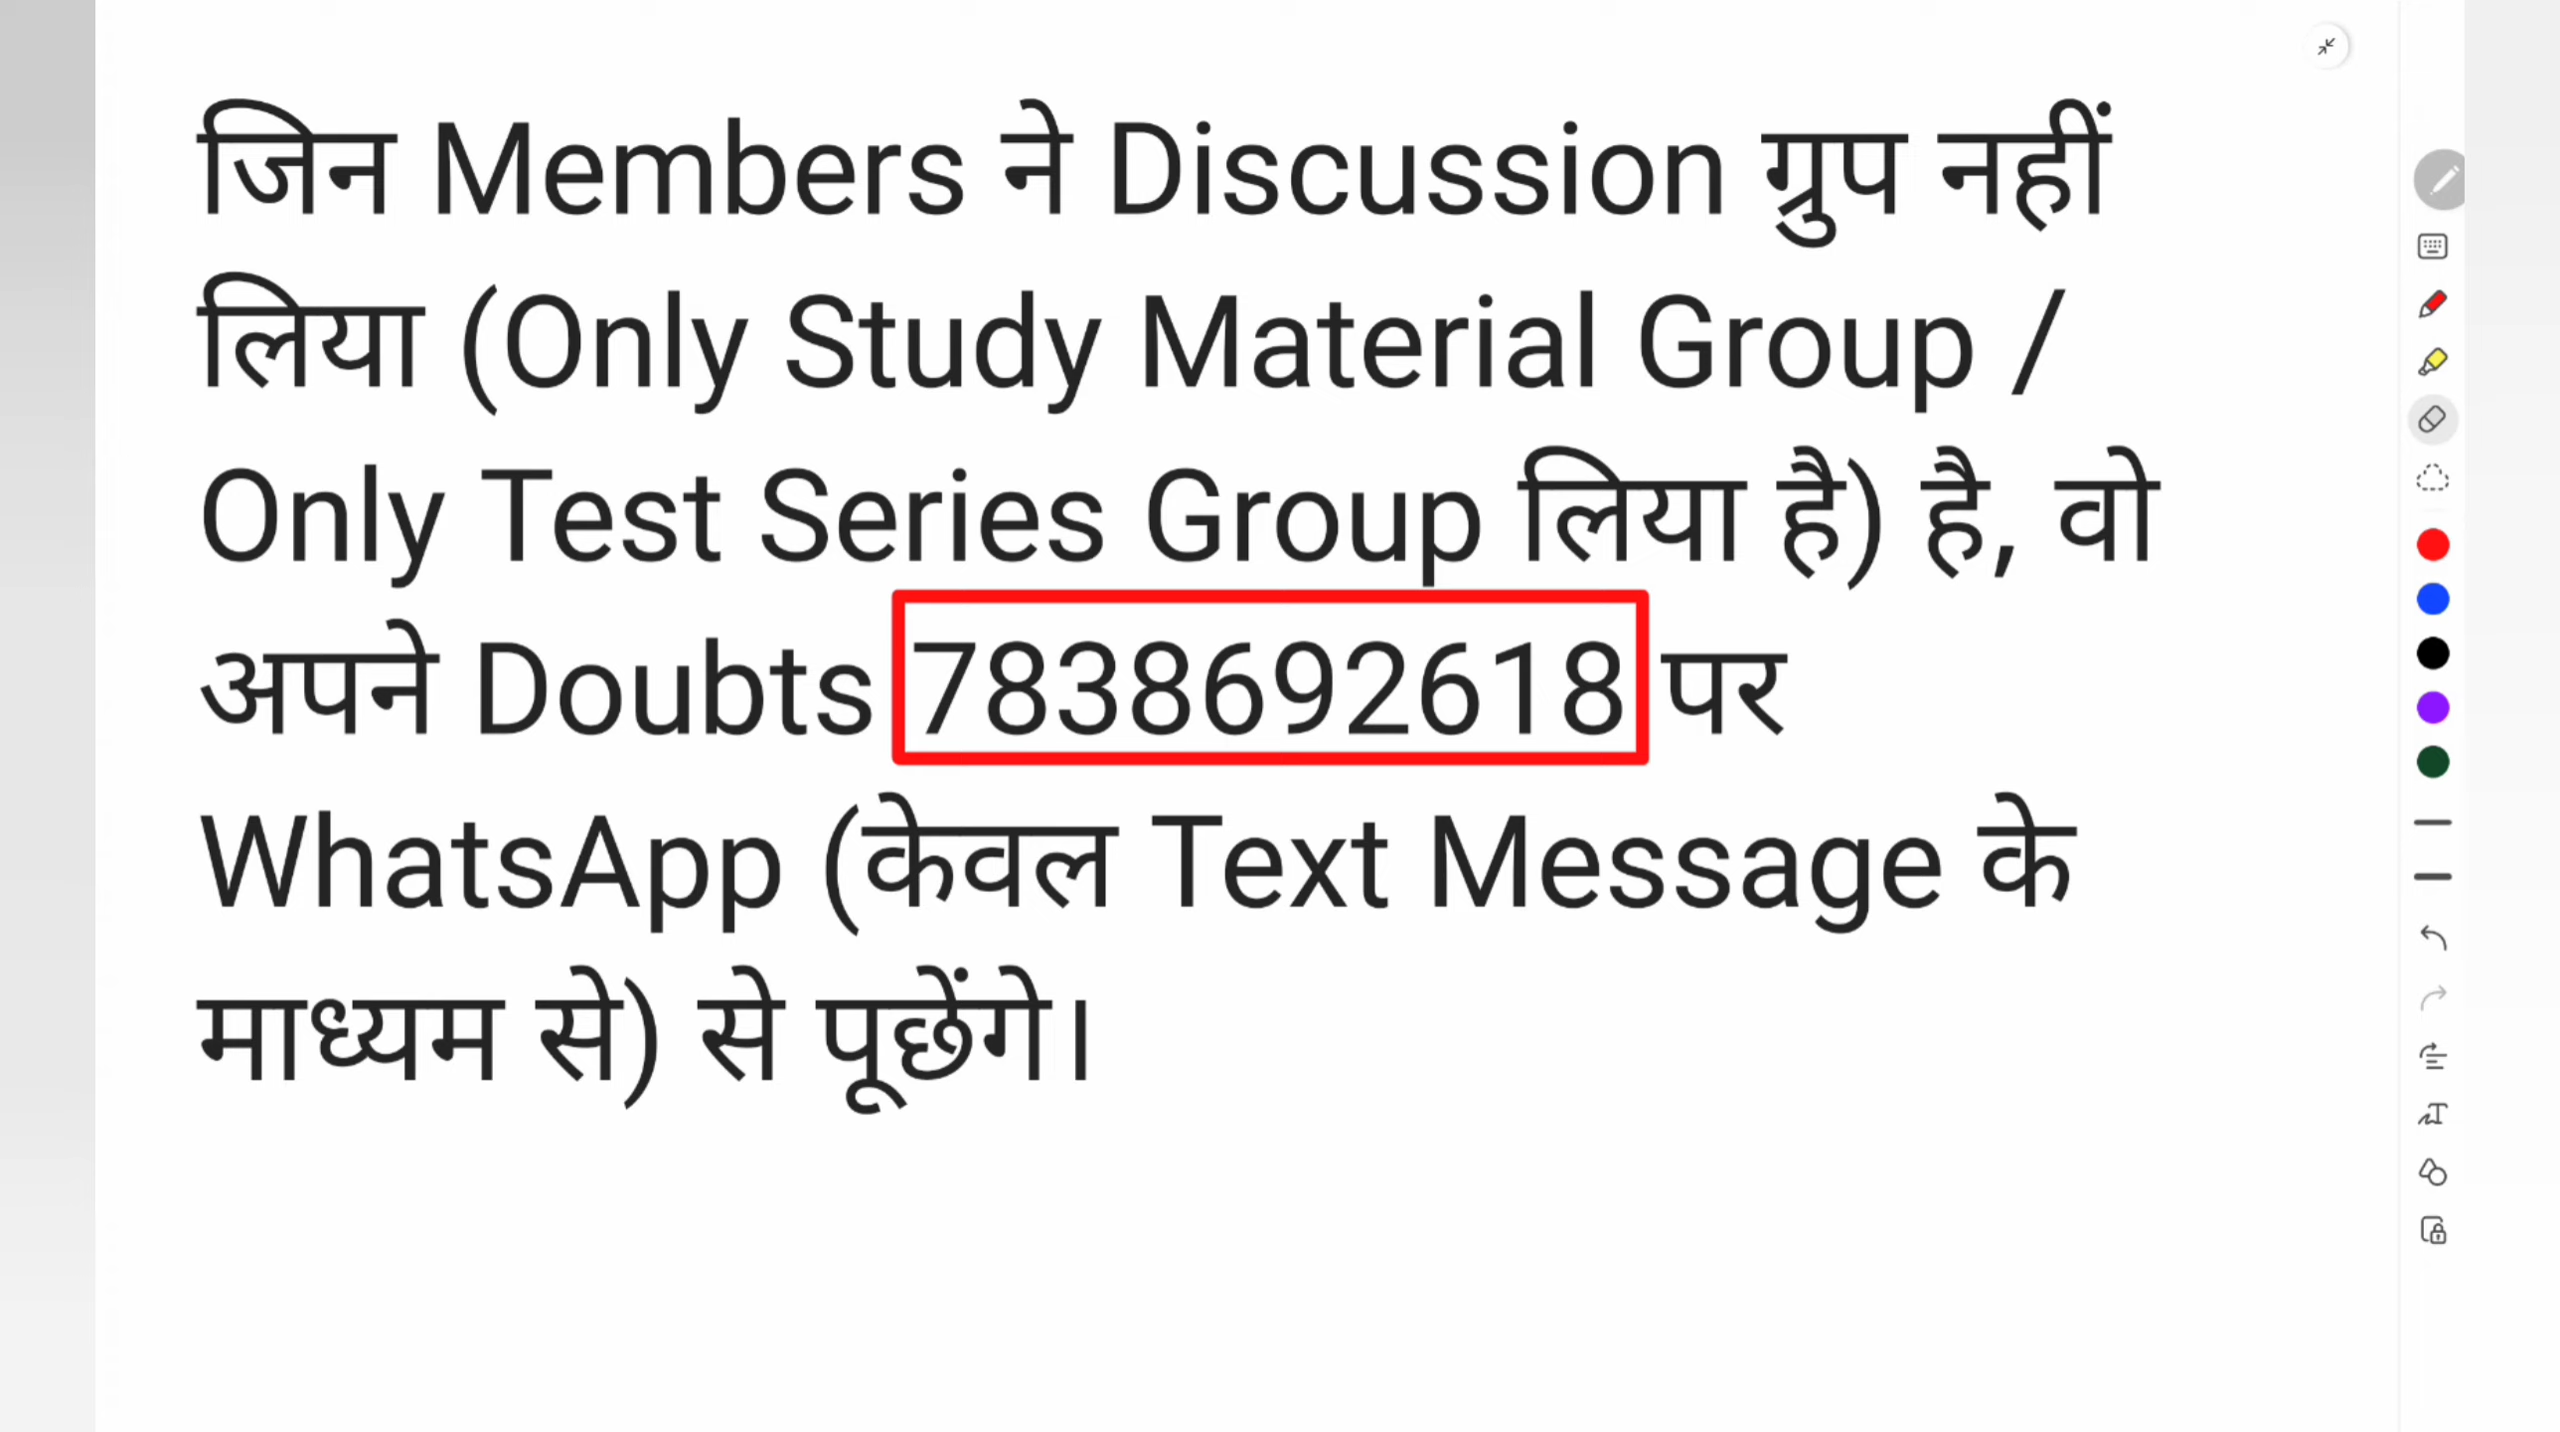 जिन Members ने Discussion ग्रुप नहीं
लिया (Only Study Material Group /
Only Test Series Group लिया है) है, वो
अपने Doubts 7838692618 पर
WhatsApp (केवल Text Message के
माध्यम से) से पूछेंगे।